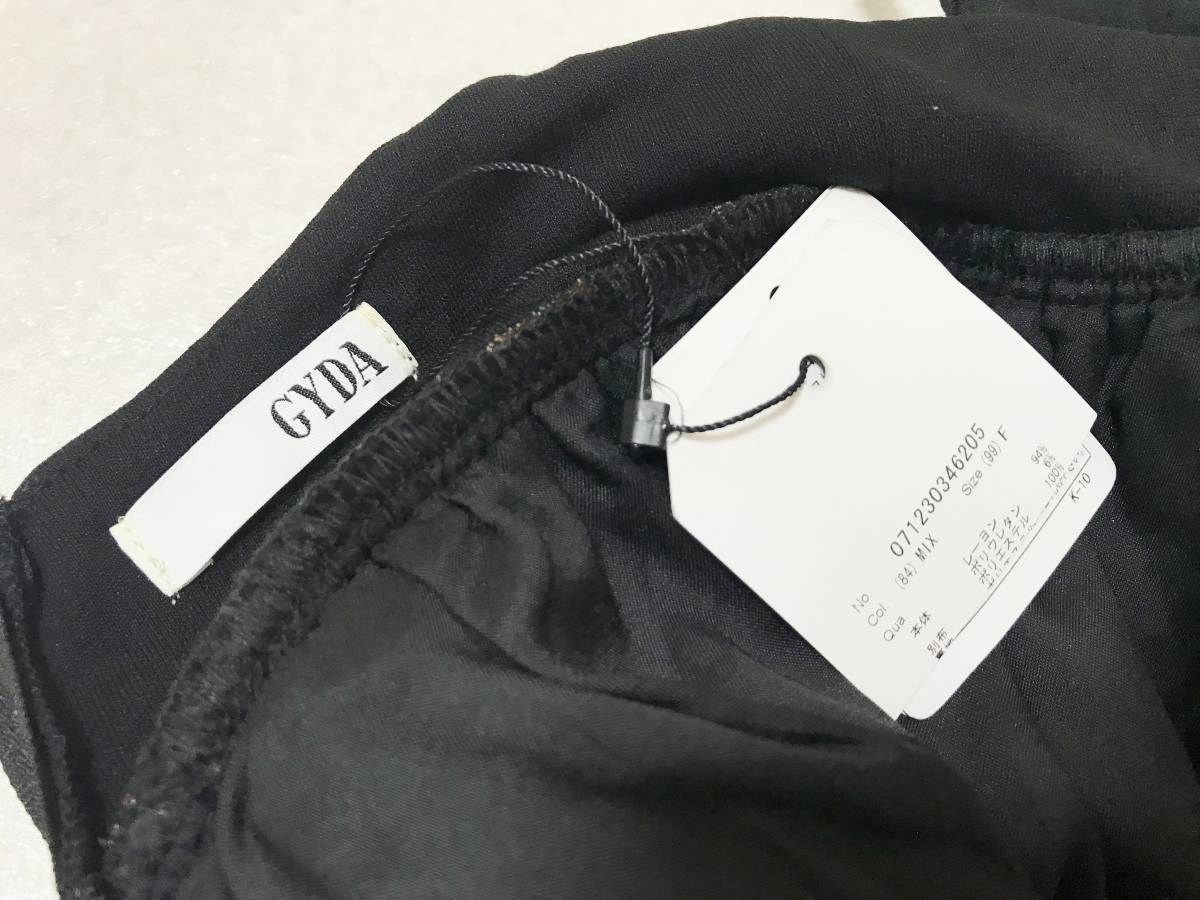 GYDA
No. 071230346205
Col. (84) MIX Size (99) F
Qua.
本体 レーヨン 94%
ポリウレタン 6%
別布 ポリエステル 100%
K-10